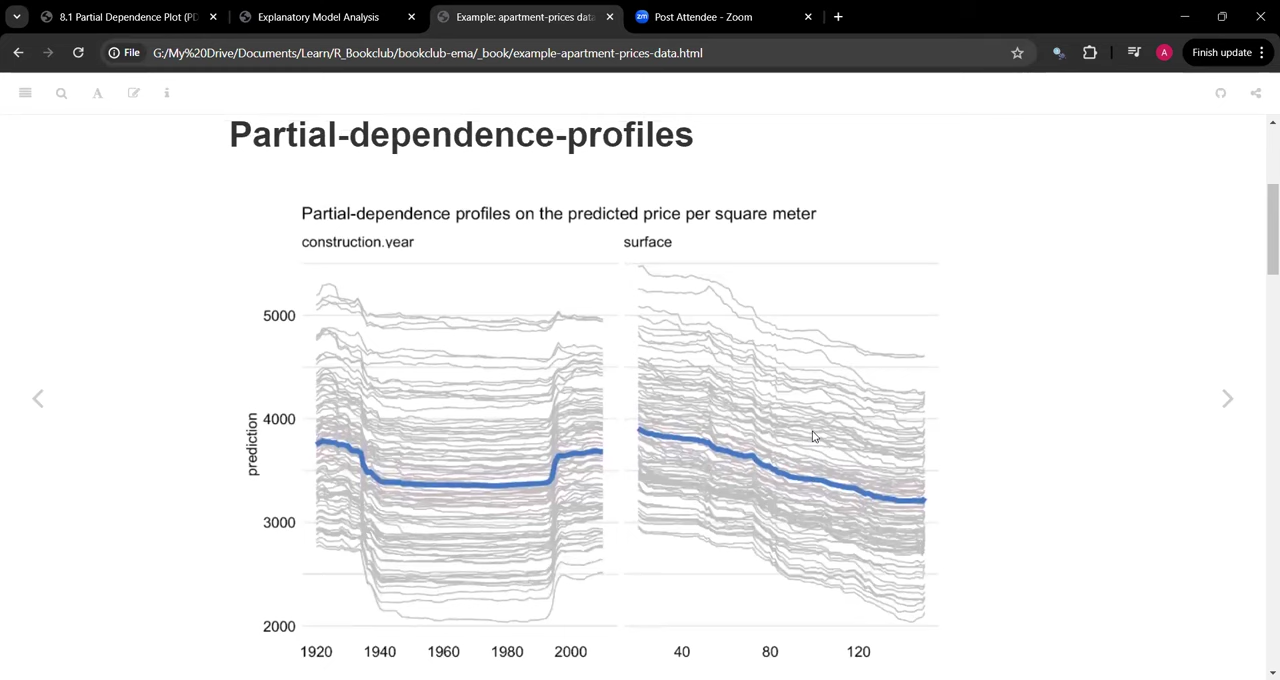 8.1 Partial Dependence Plot (PD
Explanatory Model Analysis
Example: apartment-prices data
zm
Post Attendee - Zoom
File
G:/My%20Drive/Documents/Learn/R_Bookclub/bookclub-ema/_book/example-apartment-prices-data.html
A
Finish update
A
i
Partial-dependence-profiles
Partial-dependence profiles on the predicted price per square meter
construction.year
surface
prediction
5000
4000
3000
2000
1920 1940 1960 1980 2000
40 80 120